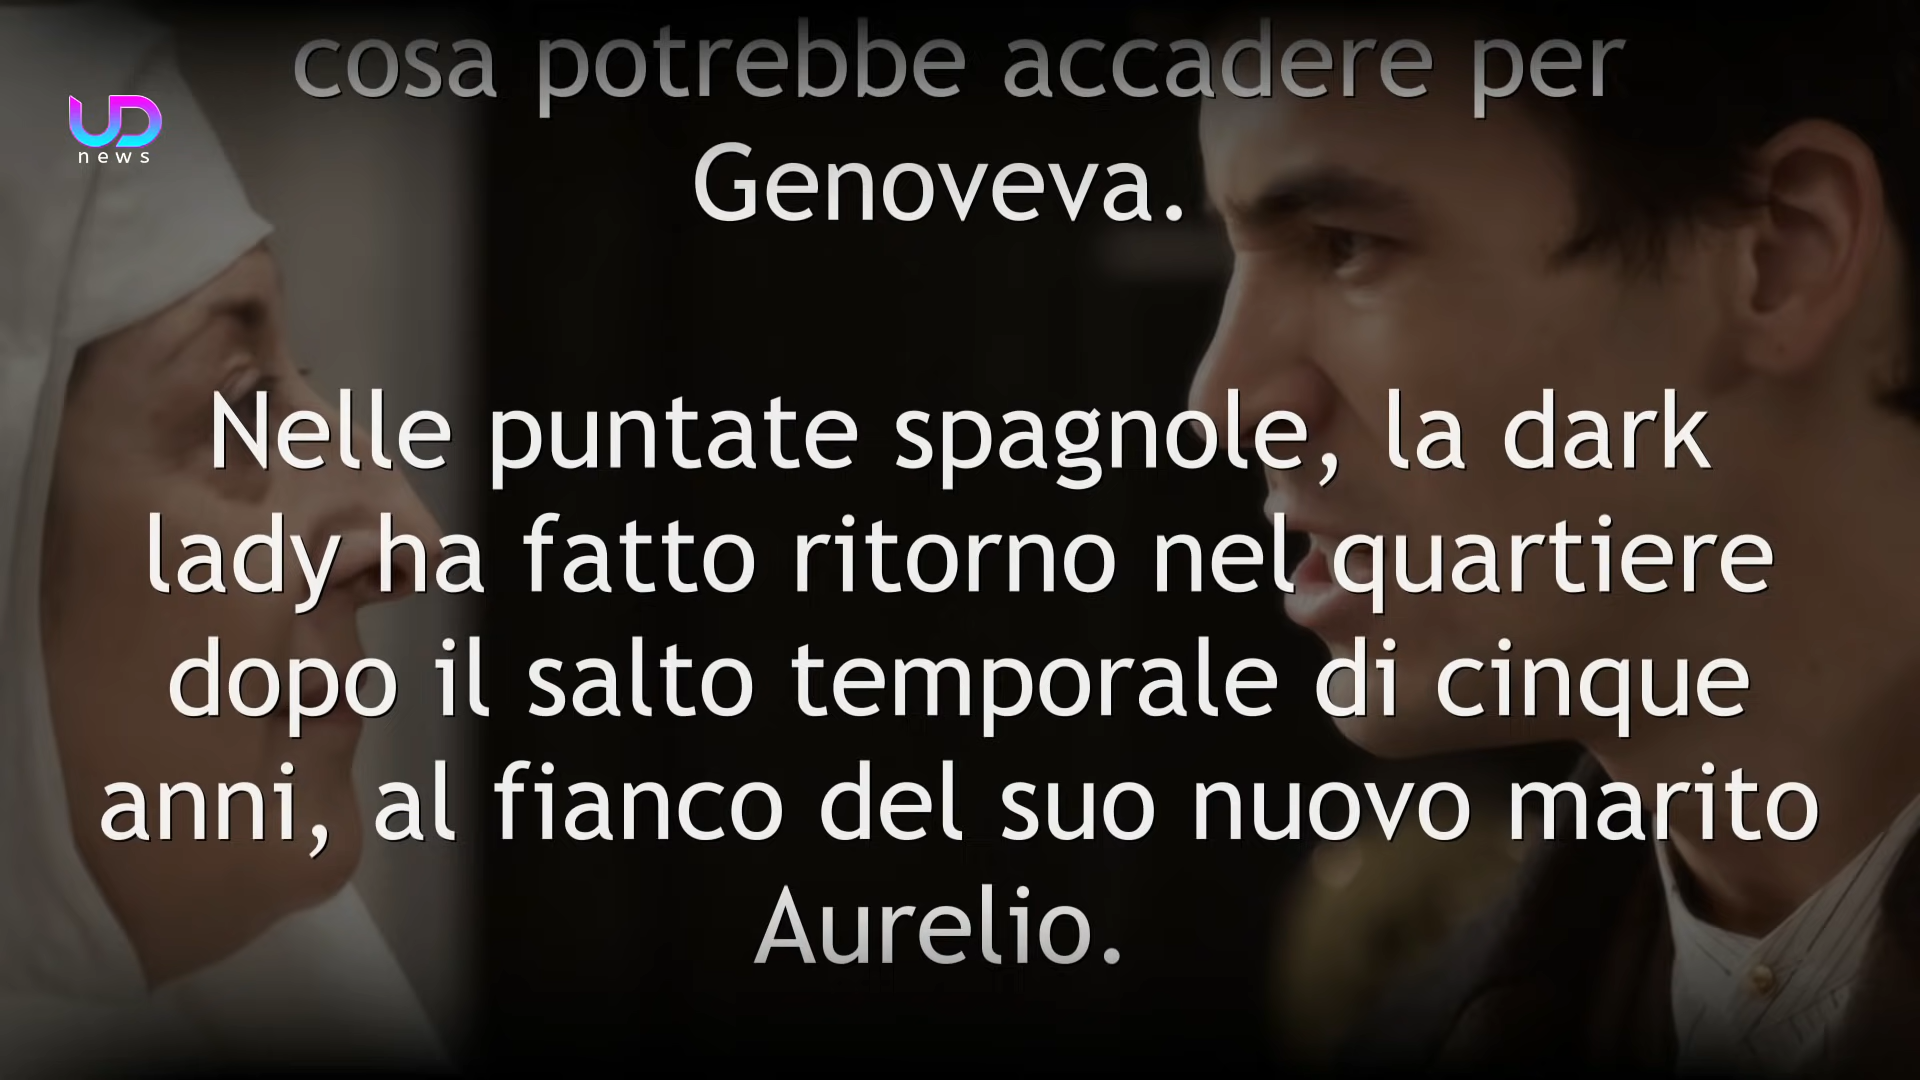 cosa potrebbe accadere per
UD
news
Genoveva.
Nelle puntate spagnole, la dark
lady ha fatto ritorno nel quartiere
dopo il salto temporale di cinque
anni, al fianco del suo nuovo marito
Aurelio.